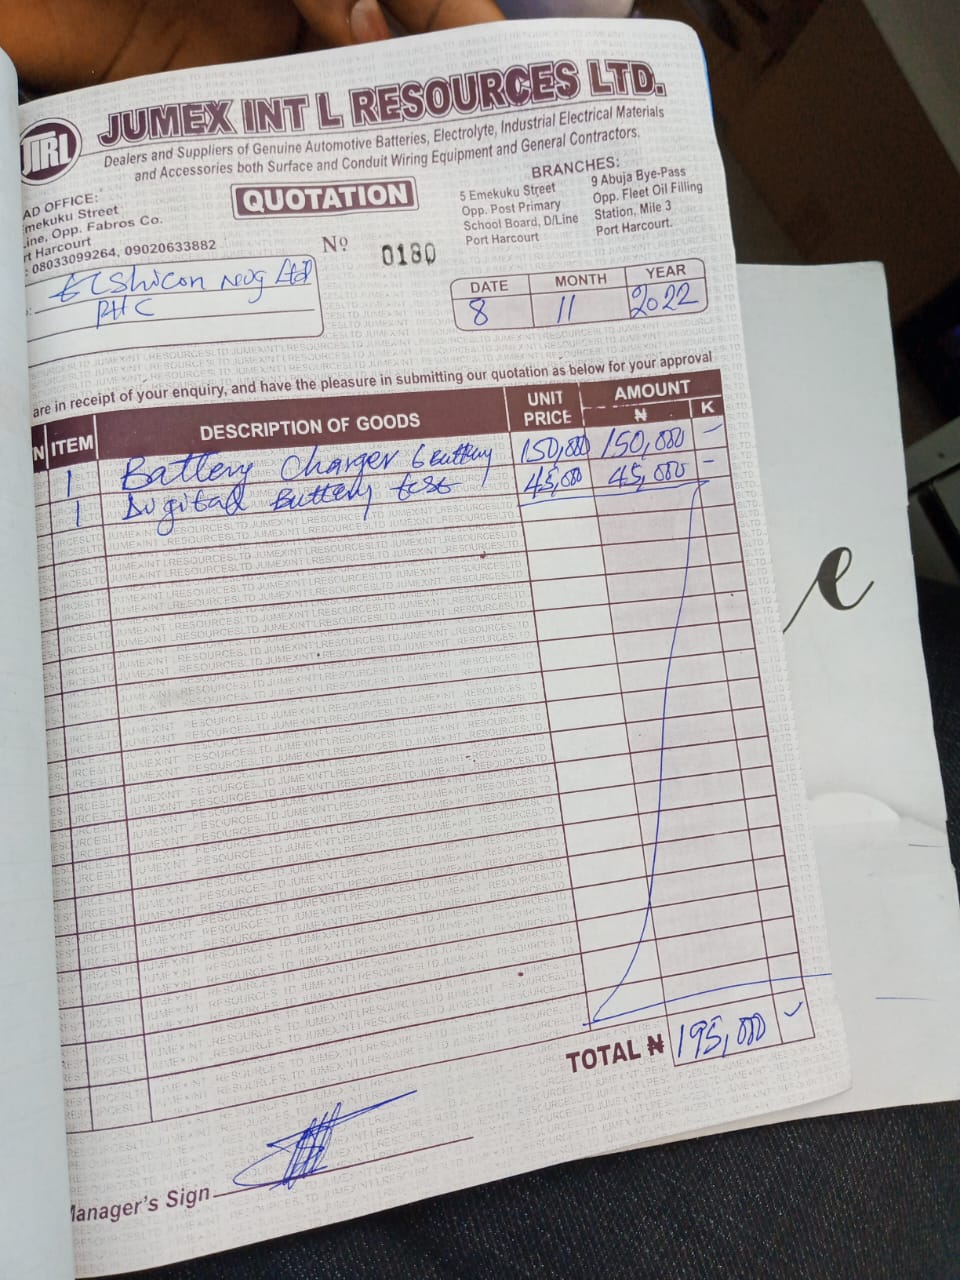 JUMEX INT L RESOURCES LTD.
JIRL
Dealers and Suppliers of Genuine Automotive Batteries, Electrolyte, Industrial Electrical Materials
and Accessories both Surface and Conduit Wiring Equipment and General Contractors.
QUOTATION
AD OFFICE:
mekuku Street
ine, Opp. Fabros Co.
rt Harcourt
: 08033099264, 09020633882
BRANCHES:
5 Emekuku Street
Opp. Post Primary
School Board, D/Line
Port Harcourt
9 Abuja Bye-Pass
Opp. Fleet Oil Filling
Station, Mile 3
Port Harcourt.
No 0180
Ltd
PHC
DATE MONTH YEAR
8 11 2022
are in receipt of your enquiry, and have the pleasure in submitting our quotation as below for your approval
N ITEM DESCRIPTION OF GOODS UNIT PRICE AMOUNT ₦ K
1 Battery Charger 6 Battery 150,000 150,000 -
1 Digital Battery test 45,000 45,000 -
TOTAL ₦ 195,000
Manager's Sign
e